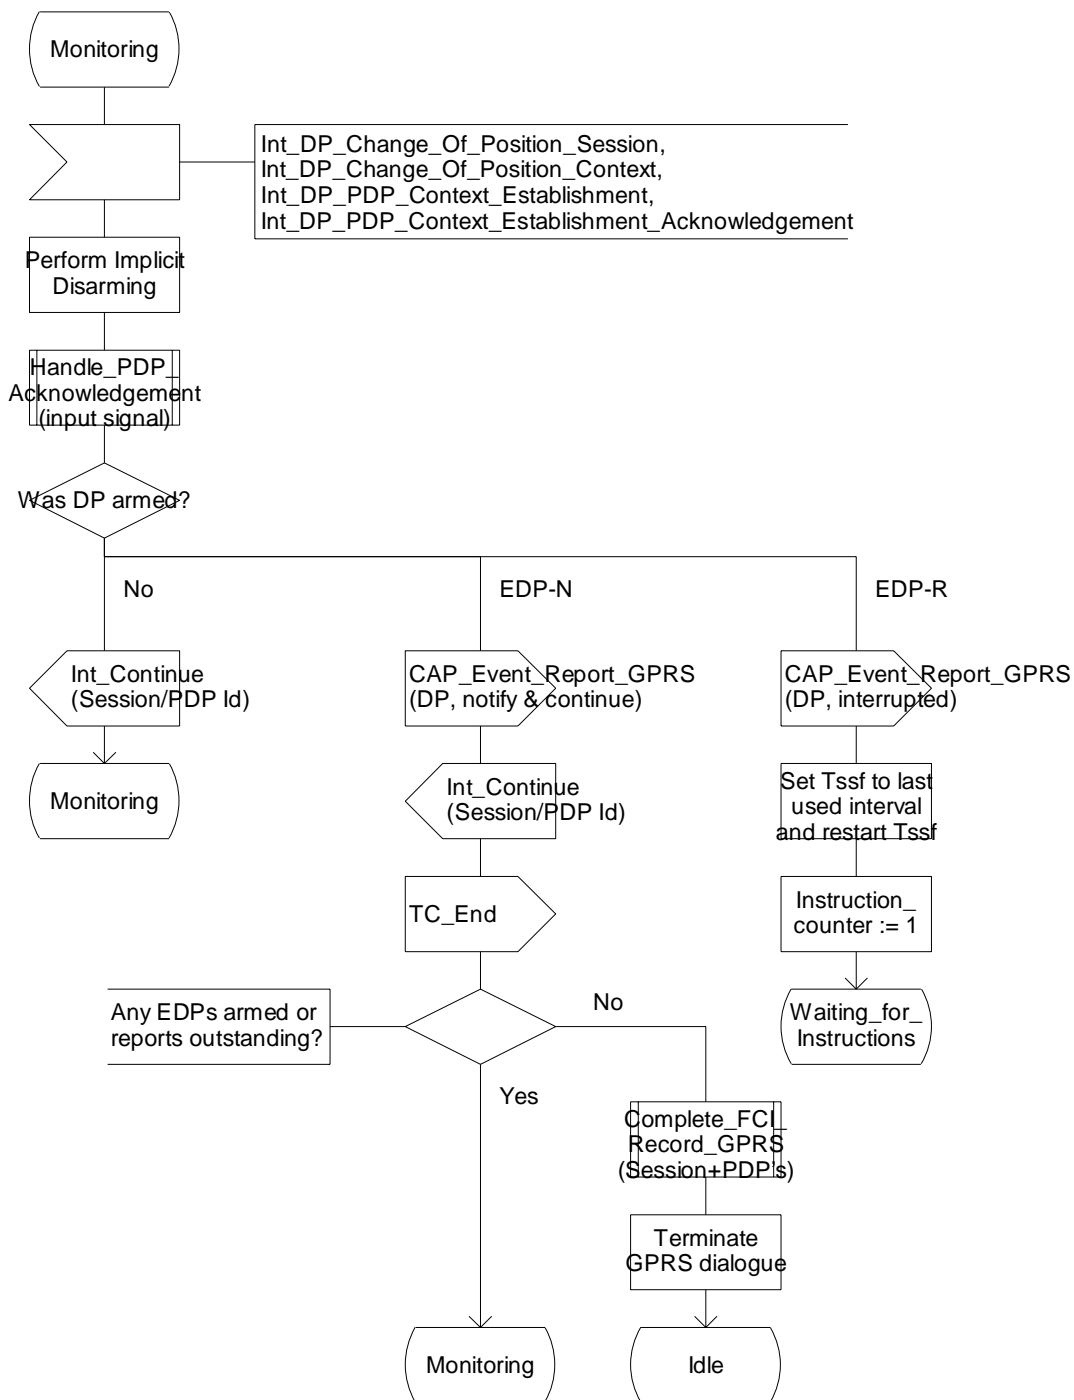 Monitoring
Int_DP_Change_Of_Position_Session,
Int_DP_Change_Of_Position_Context,
Int_DP_PDP_Context_Establishment,
Int_DP_PDP_Context_Establishment_Acknowledgement
Perform Implicit
Disarming
Handle_PDP_
Acknowledgement
(input signal)
Was DP armed?
No
EDP-N
EDP-R
Int_Continue
(Session/PDP Id)
CAP_Event_Report_GPRS
(DP, notify & continue)
CAP_Event_Report_GPRS
(DP, interrupted)
Monitoring
Int_Continue
(Session/PDP Id)
Set Tssf to last
used interval
and restart Tssf
TC_End
Instruction_
counter := 1
Any EDPs armed or
reports outstanding?
No
Yes
Waiting_for_
Instructions
Complete_FCI_
Record_GPRS
(Session+PDP's)
Terminate
GPRS dialogue
Monitoring
Idle